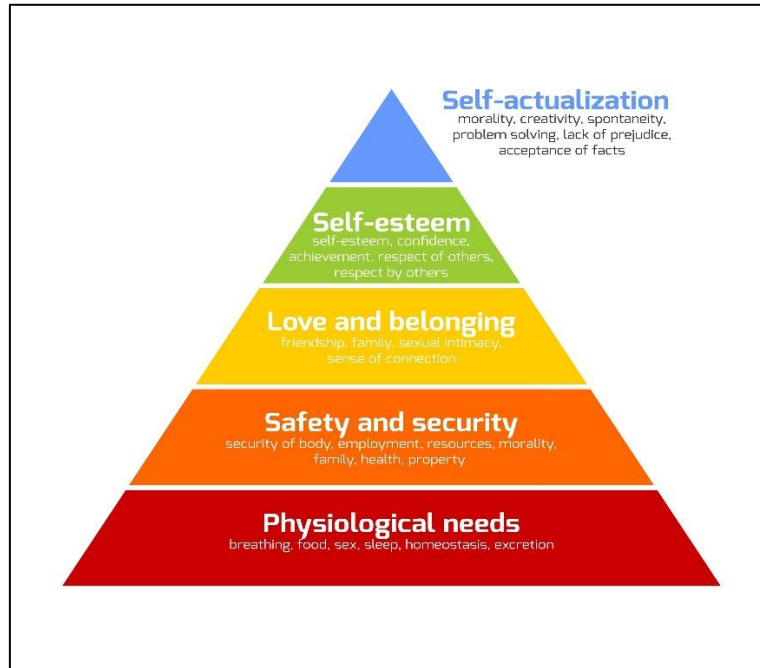 Self-actualization
morality, creativity, spontaneity,
problem solving, lack of prejudice,
acceptance of facts
Self-esteem
self-esteem, confidence,
achievement, respect of others,
respect by others
Love and belonging
friendship, family, sexual intimacy,
sense of connection
Safety and security
security of body, employment, resources, morality,
family, health, property
Physiological needs
breathing, food, sex, sleep, homeostasis, excretion